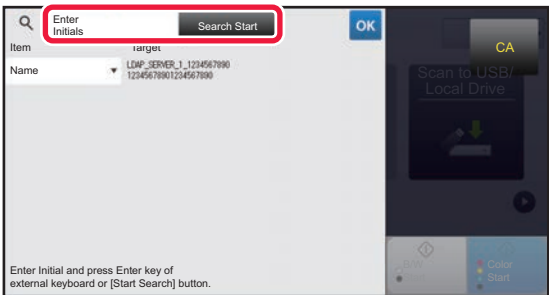 Enter
Initials
Search Start
OK
CA
Item
Target
Name
LDAP_SERVER_1_1234567890
12345678901234567890
Scan to USB/
Local Drive
B/W
Start
Color
Start
Enter Initial and press Enter key of
external keyboard or [Start Search] button.